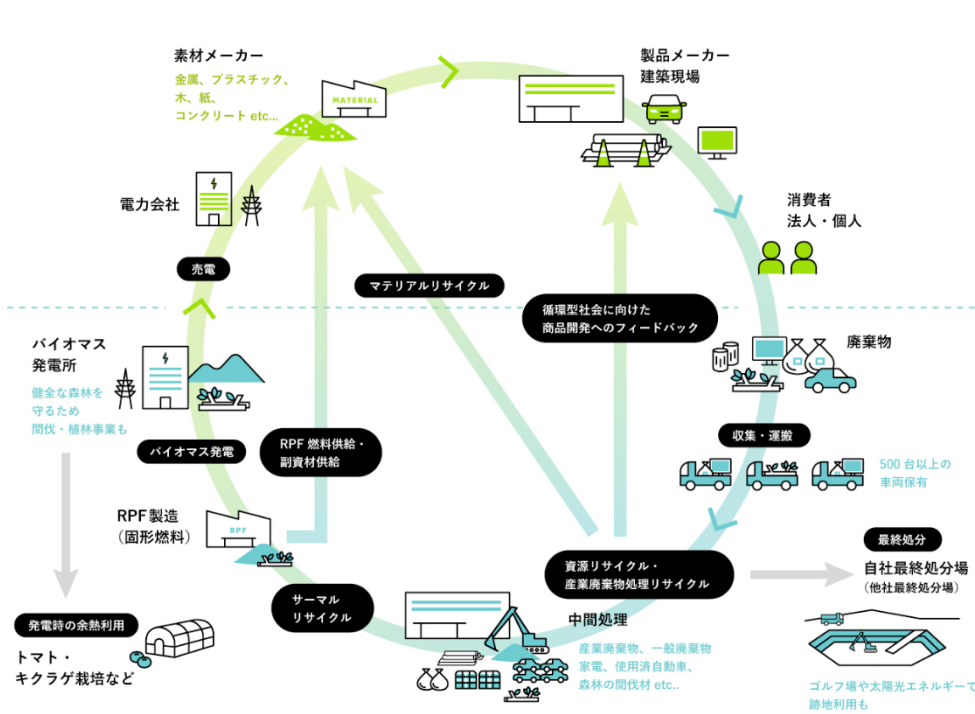 素材メーカー
金属、プラスチック、
木、紙、
コンクリート etc...
MATERIAL
製品メーカー
建築現場
電力会社
消費者
法人・個人
売電
マテリアルリサイクル
循環型社会に向けた
商品開発へのフィードバック
バイオマス
発電所
健全な森林を
守るため
間伐・植林事業も
廃棄物
バイオマス発電
RPF 燃料供給・
副資材供給
収集・運搬
500 台以上の
車両保有
RPF 製造
（固形燃料）
RPF
最終処分
自社最終処分場
（他社最終処分場）
資源リサイクル・
産業廃棄物処理リサイクル
サーマル
リサイクル
中間処理
産業廃棄物、一般廃棄物
家電、使用済自動車、
森林の間伐材 etc..
発電時の余熱利用
トマト・
キクラゲ栽培など
ゴルフ場や太陽光エネルギーで
跡地利用も